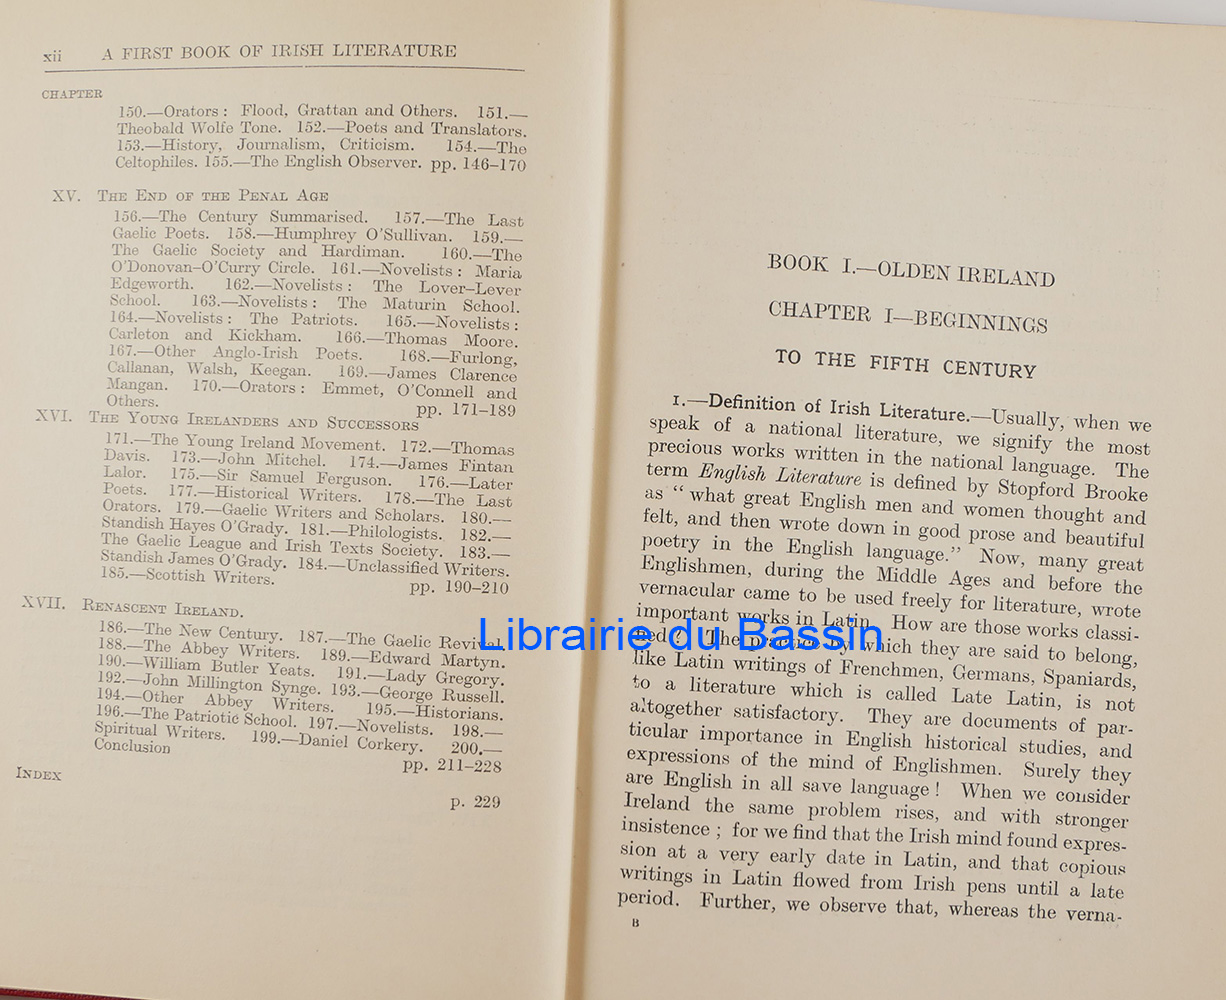 xii A FIRST BOOK OF IRISH LITERATURE
CHAPTER
150.—Orators: Flood, Grattan and Others. 151.—
Theobald Wolfe Tone. 152.—Poets and Translators.
153.—History, Journalism, Criticism. 154.—The
Celtophiles. 155.—The English Observer. pp. 146–170
XV. THE END OF THE PENAL AGE
156.—The Century Summarised. 157.—The Last
Gaelic Poets. 158.—Humphrey O'Sullivan. 159.—
The Gaelic Society and Hardiman. 160.—The
O'Donovan–O'Curry Circle. 161.—Novelists: Maria
Edgeworth. 162.—Novelists: The Lover–Lever
School. 163.—Novelists: The Maturin School.
164.—Novelists: The Patriots. 165.—Novelists:
Carleton and Kickham. 166.—Thomas Moore.
167.—Other Anglo-Irish Poets. 168.—Furlong,
Callanan, Walsh, Keegan. 169.—James Clarence
Mangan. 170.—Orators: Emmet, O'Connell and
Others. pp. 171–189
XVI. THE YOUNG IRELANDERS AND SUCCESSORS
171.—The Young Ireland Movement. 172.—Thomas
Davis. 173.—John Mitchel. 174.—James Fintan
Lalor. 175.—Sir Samuel Ferguson. 176.—Later
Poets. 177.—Historical Writers. 178.—The Last
Orators. 179.—Gaelic Writers and Scholars. 180.—
Standish Hayes O'Grady. 181.—Philologists. 182.—
The Gaelic League and Irish Texts Society. 183.—
Standish James O'Grady. 184.—Unclassified Writers.
185.—Scottish Writers. pp. 190–210
XVII. RENASCENT IRELAND.
186.—The New Century. 187.—The Gaelic Revival.
188.—The Abbey Writers. 189.—Edward Martyn.
190.—William Butler Yeats. 191.—Lady Gregory.
192.—John Millington Synge. 193.—George Russell.
194.—Other Abbey Writers. 195.—Historians.
196.—The Patriotic School. 197.—Novelists. 198.—
Spiritual Writers. 199.—Daniel Corkery. 200.—
Conclusion pp. 211–228
INDEX p. 229
BOOK I.—OLDEN IRELAND
CHAPTER I—BEGINNINGS
TO THE FIFTH CENTURY
1.—Definition of Irish Literature.—Usually, when we
speak of a national literature, we signify the most
precious works written in the national language. The
term English Literature is defined by Stopford Brooke
as "what great English men and women thought and
felt, and then wrote down in good prose and beautiful
poetry in the English language." Now, many great
Englishmen, during the Middle Ages and before the
vernacular came to be used freely for literature, wrote
important works in Latin. How are those works classi-
fied? The practice by which they are said to belong,
like Latin writings of Frenchmen, Germans, Spaniards,
to a literature which is called Late Latin, is not
altogether satisfactory. They are documents of par-
ticular importance in English historical studies, and
expressions of the mind of Englishmen. Surely they
are English in all save language! When we consider
Ireland the same problem rises, and with stronger
insistence; for we find that the Irish mind found expres-
sion at a very early date in Latin, and that copious
writings in Latin flowed from Irish pens until a late
period. Further, we observe that, whereas the verna-
B
Librairie du Bassin